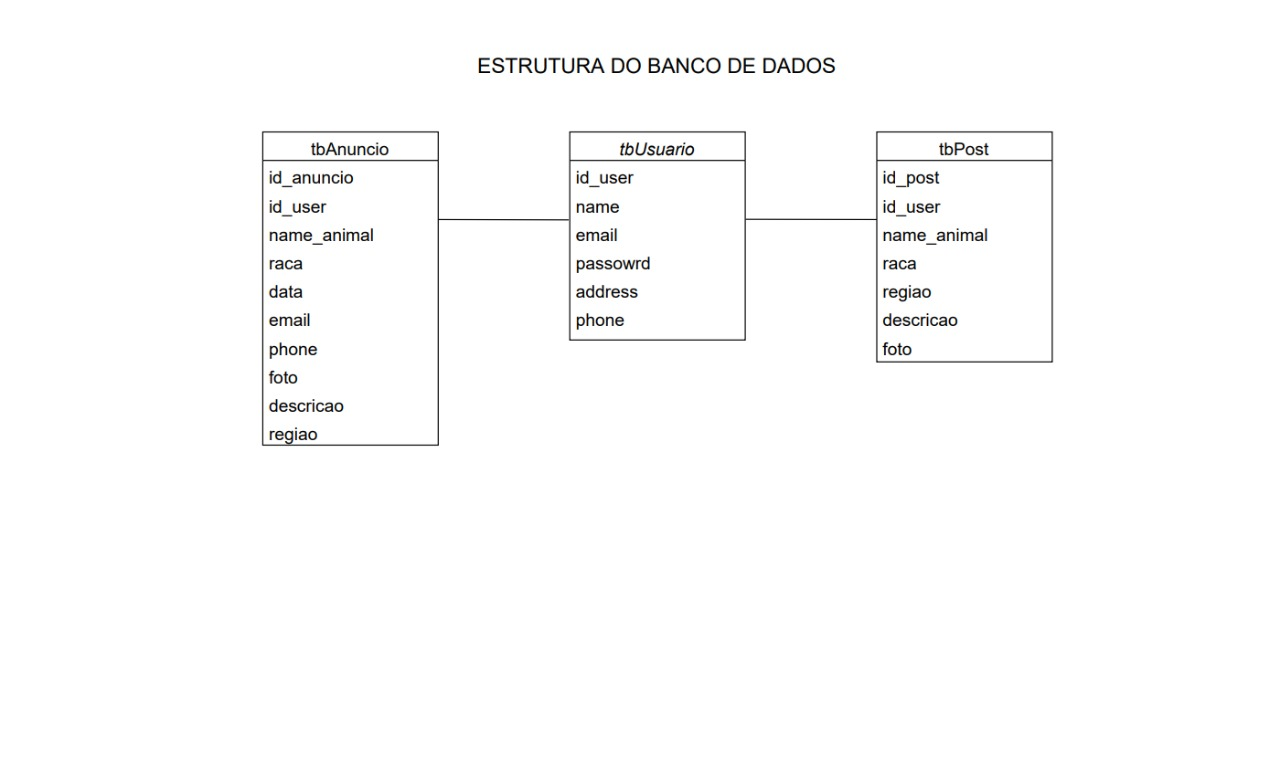 ESTRUTURA DO BANCO DE DADOS
tbAnuncio
id_anuncio
id_user
name_animal
raca
data
email
phone
foto
descricao
regiao
tbUsuario
id_user
name
email
passowrd
address
phone
tbPost
id_post
id_user
name_animal
raca
regiao
descricao
foto